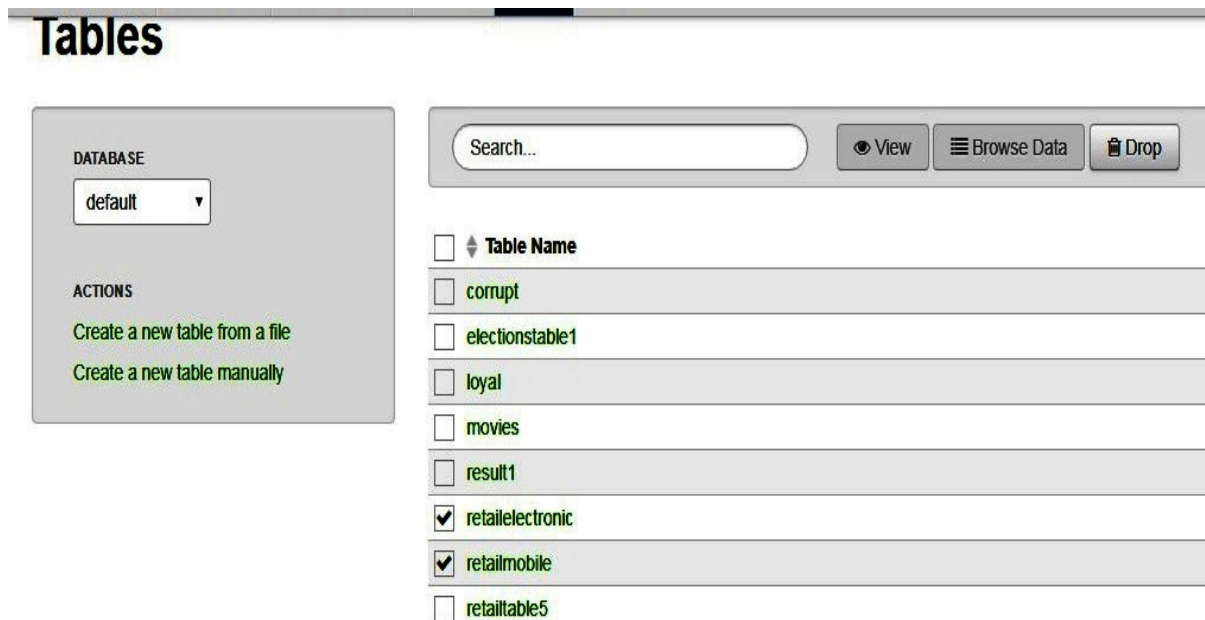 Tables
DATABASE
default
ACTIONS
Create a new table from a file
Create a new table manually
Search...
View
Browse Data
Drop
Table Name
corrupt
electionstable1
loyal
movies
result1
retailelectronic
retailmobile
retailtable5